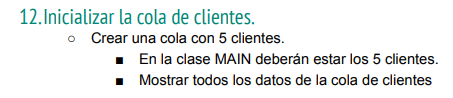 12.Inicializar la cola de clientes.
○ Crear una cola con 5 clientes.
■ En la clase MAIN deberán estar los 5 clientes.
■ Mostrar todos los datos de la cola de clientes